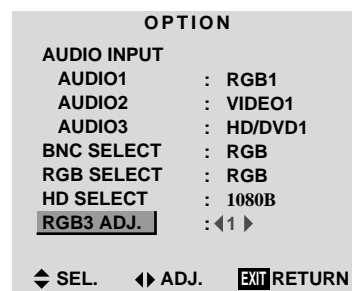 OPTION
AUDIO INPUT
AUDIO1 : RGB1
AUDIO2 : VIDEO1
AUDIO3 : HD/DVD1
BNC SELECT : RGB
RGB SELECT : RGB
HD SELECT : 1080B
RGB3 ADJ. : ◀1▶
▲▼ SEL. ◀▶ ADJ. EXIT RETURN